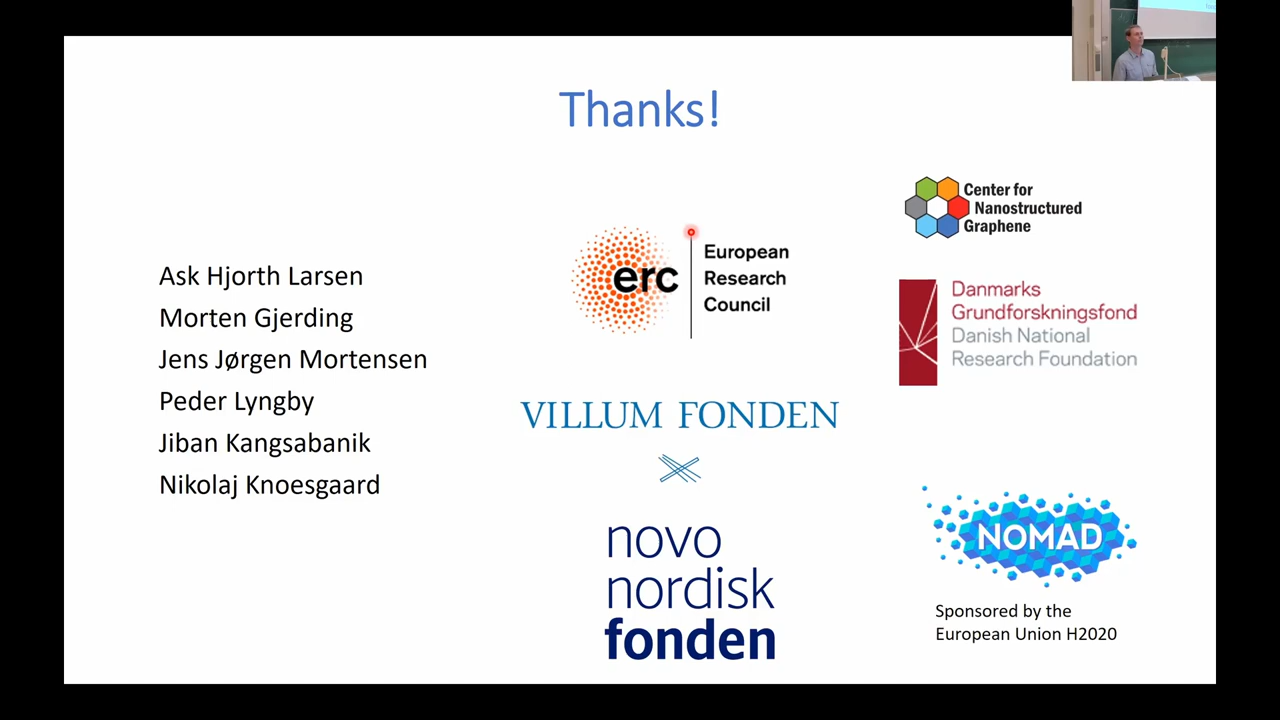 Thanks!
Ask Hjorth Larsen
Morten Gjerding
Jens Jørgen Mortensen
Peder Lyngby
Jiban Kangsabanik
Nikolaj Knoesgaard
erc
European
Research
Council
VILLUM FONDEN
novo
nordisk
fonden
Center for
Nanostructured
Graphene
Danmarks
Grundforskningsfond
Danish National
Research Foundation
NOMAD
Sponsored by the
European Union H2020